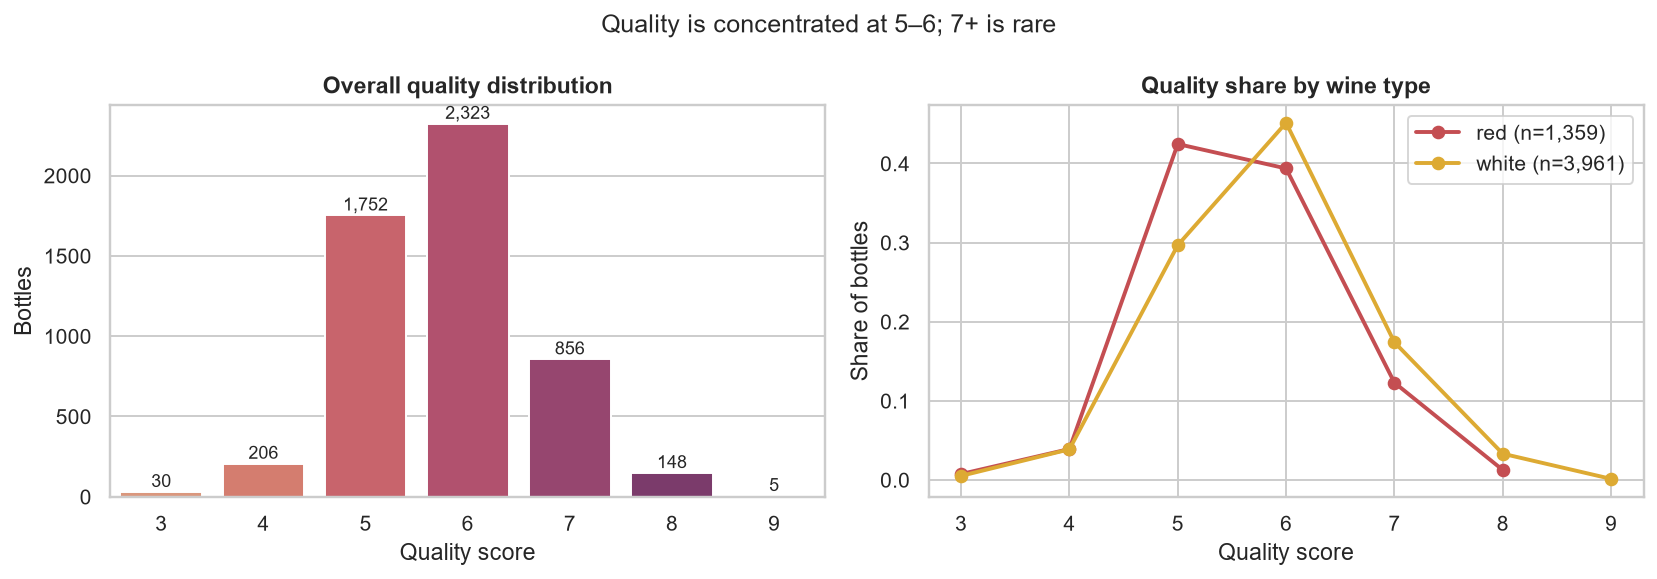 Quality is concentrated at 5–6; 7+ is rare
Overall quality distribution
Bottles
2000
1500
1000
500
0
30
206
1,752
2,323
856
148
5
3 4 5 6 7 8 9
Quality score
Quality share by wine type
red (n=1,359)
white (n=3,961)
Share of bottles
0.4
0.3
0.2
0.1
0.0
3 4 5 6 7 8 9
Quality score